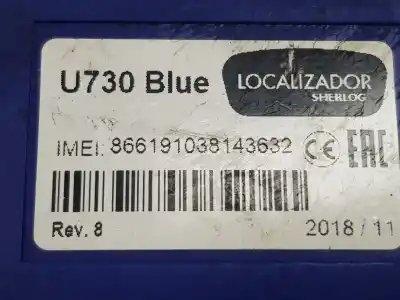 U730 Blue
LOCALIZADOR
SHERLOG
IMEI: 866191038143632
CE EAC
Rev. 8
2018 / 11